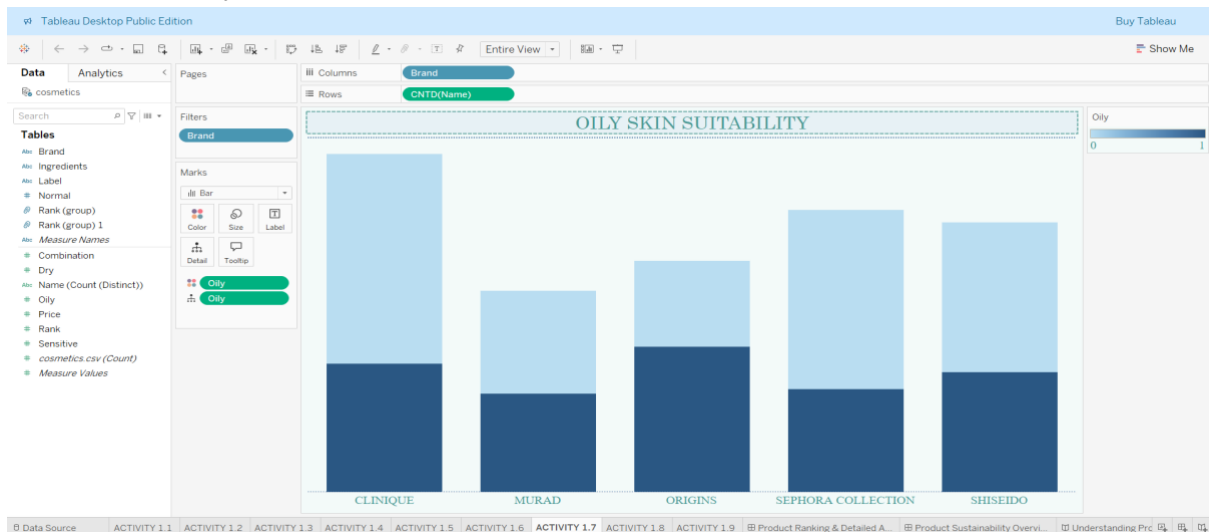 Tableau Desktop Public Edition
Buy Tableau
Entire View
Show Me
Data
Analytics
cosmetics
Search
Tables
Abc Brand
Abc Ingredients
Abc Label
# Normal
Rank (group)
Rank (group) 1
Abc Measure Names
# Combination
# Dry
Abc Name (Count (Distinct))
# Oily
# Price
# Rank
# Sensitive
# cosmetics.csv (Count)
# Measure Values
Pages
Filters
Brand
Marks
Bar
Color
Size
Label
Detail
Tooltip
Oily
Oily
Columns
Brand
Rows
CNTD(Name)
OILY SKIN SUITABILITY
CLINIQUE
MURAD
ORIGINS
SEPHORA COLLECTION
SHISEIDO
Oily
0
1
Data Source
ACTIVITY 1.1
ACTIVITY 1.2
ACTIVITY 1.3
ACTIVITY 1.4
ACTIVITY 1.5
ACTIVITY 1.6
ACTIVITY 1.7
ACTIVITY 1.8
ACTIVITY 1.9
Product Ranking & Detailed A...
Product Sustainability Overvi...
Understanding Pro